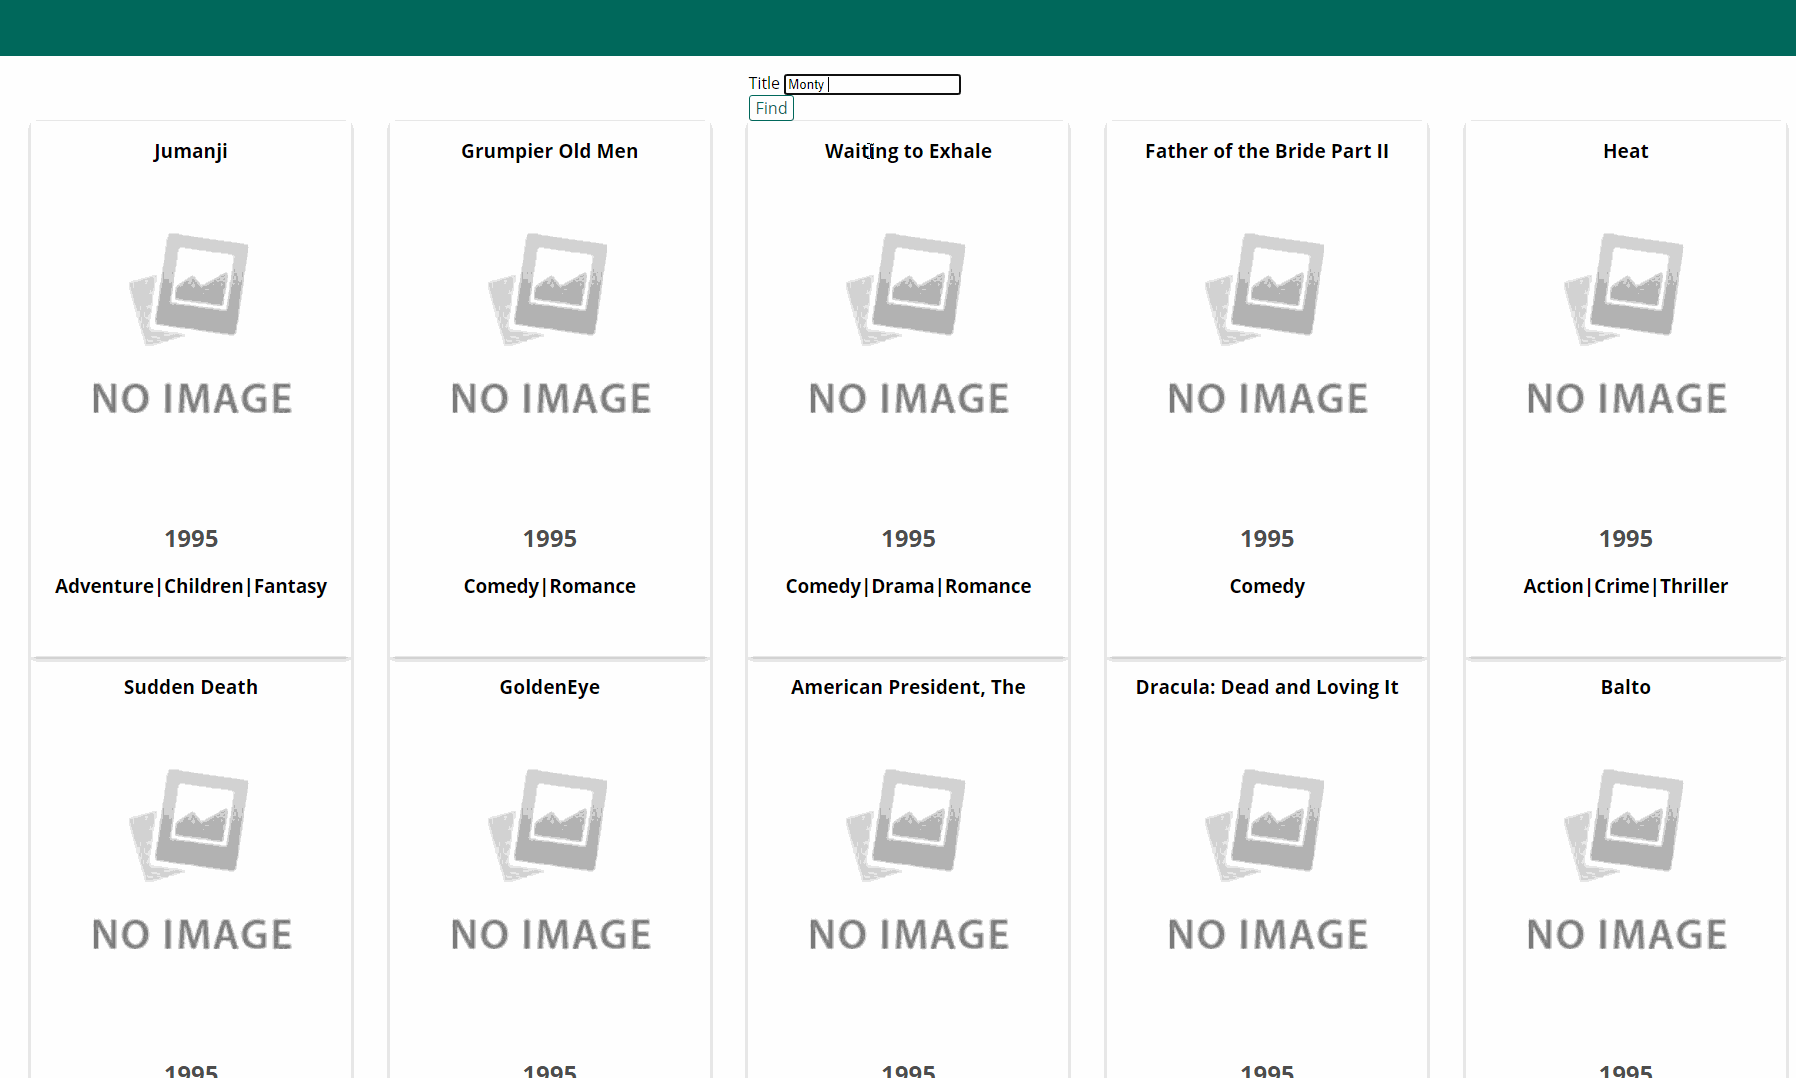 Title Monty
Find
Jumanji
Grumpier Old Men
Waiting to Exhale
Father of the Bride Part II
Heat
NO IMAGE
NO IMAGE
NO IMAGE
NO IMAGE
NO IMAGE
1995
1995
1995
1995
1995
Adventure|Children|Fantasy
Comedy|Romance
Comedy|Drama|Romance
Comedy
Action|Crime|Thriller
Sudden Death
GoldenEye
American President, The
Dracula: Dead and Loving It
Balto
NO IMAGE
NO IMAGE
NO IMAGE
NO IMAGE
NO IMAGE
1995
1995
1995
1995
1995